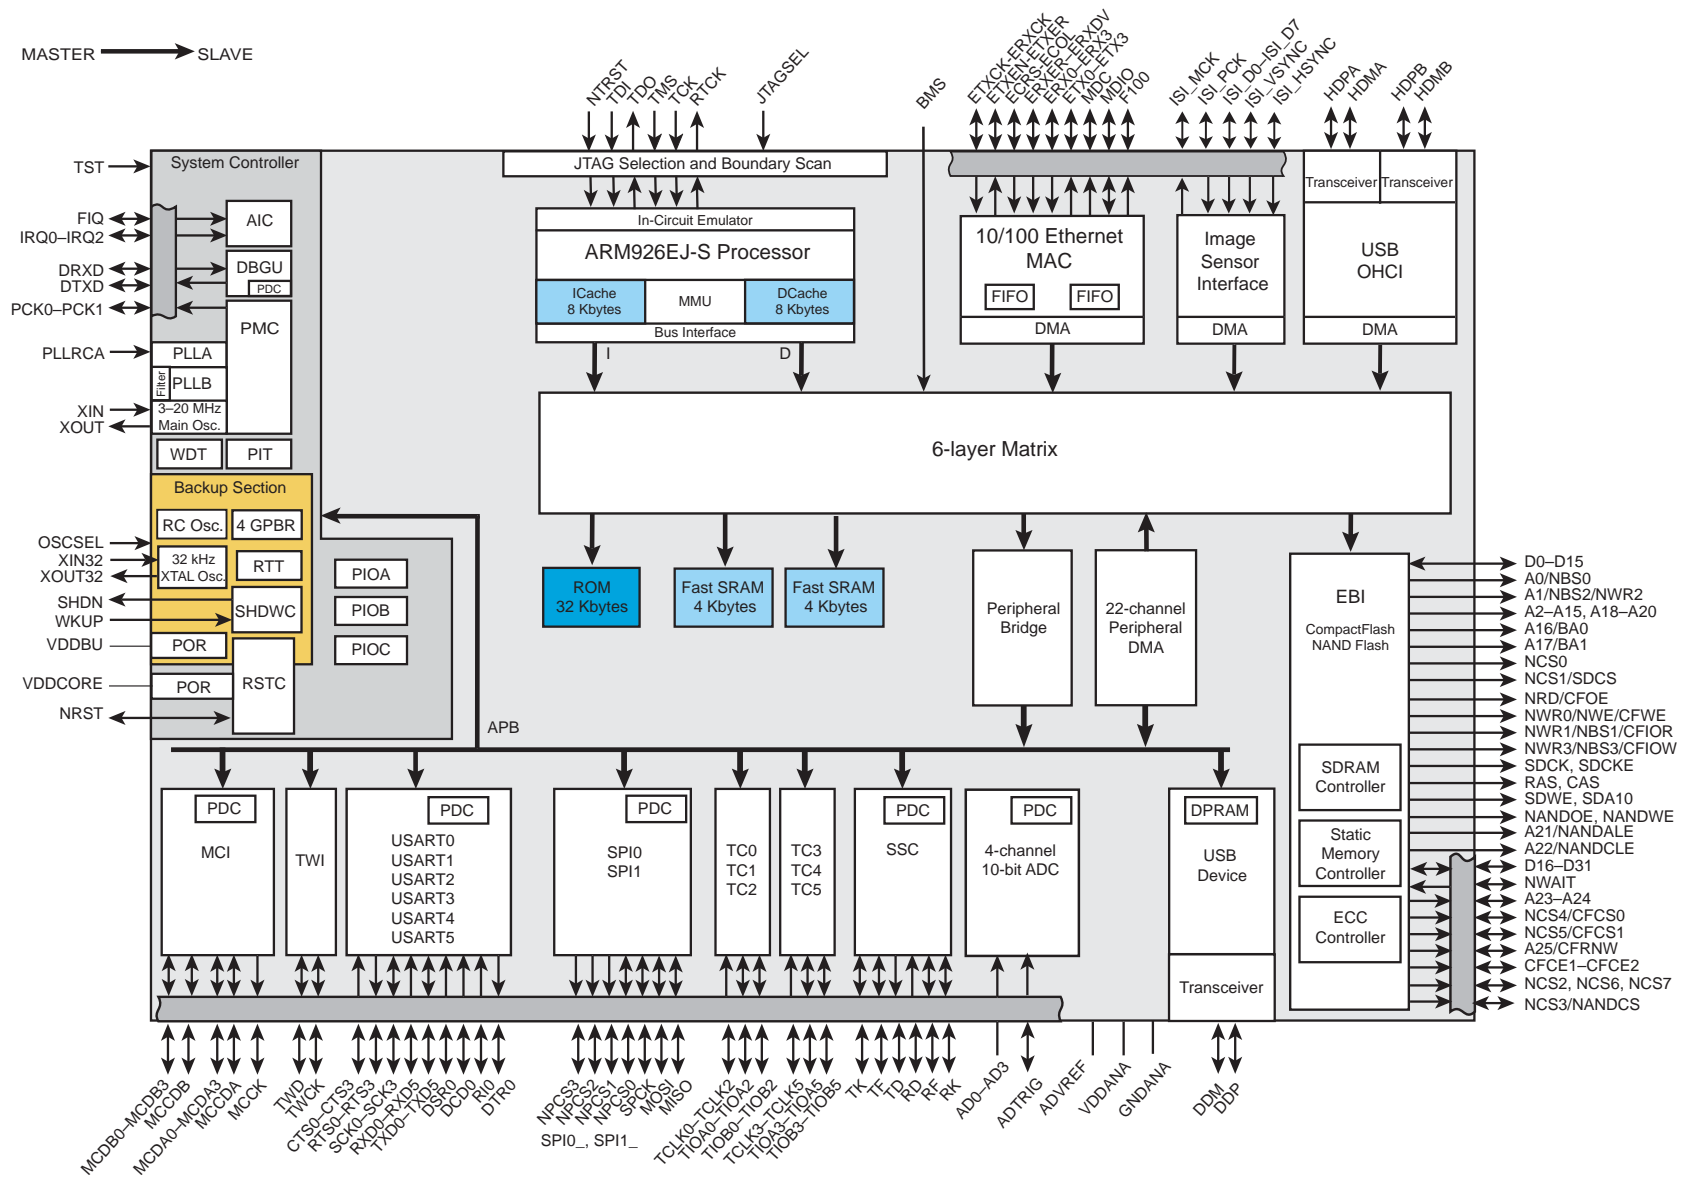 MASTER
SLAVE
NTRST
TDI
TDO
TMS
TCK
RTCK
JTAGSEL
BMS
ETXCK-ERXCK
ETXEN-ETXER
ECRS-ECOL
ERXER-ERXDV
ERX0-ERX3
ETX0-ETX3
MDC
MDIO
F100
ISI_MCK
ISI_PCK
ISI_D0–ISI_D7
ISI_VSYNC
ISI_HSYNC
HDPA
HDMA
HDPB
HDMB
TST
FIQ
IRQ0–IRQ2
DRXD
DTXD
PCK0–PCK1
PLLRCA
XIN
XOUT
OSCSEL
XIN32
XOUT32
SHDN
WKUP
VDDBU
VDDCORE
NRST
System Controller
AIC
DBGU
PDC
PMC
PLLA
Filter
PLLB
3–20 MHz
Main Osc.
WDT
PIT
Backup Section
RC Osc.
4 GPBR
32 kHz
XTAL Osc.
RTT
SHDWC
POR
POR
RSTC
PIOA
PIOB
PIOC
JTAG Selection and Boundary Scan
In-Circuit Emulator
ARM926EJ-S Processor
ICache
8 Kbytes
MMU
DCache
8 Kbytes
Bus Interface
I
D
10/100 Ethernet
MAC
FIFO
FIFO
DMA
Image
Sensor
Interface
DMA
Transceiver
Transceiver
USB
OHCI
DMA
6-layer Matrix
ROM
32 Kbytes
Fast SRAM
4 Kbytes
Fast SRAM
4 Kbytes
Peripheral
Bridge
22-channel
Peripheral
DMA
EBI
CompactFlash
NAND Flash
SDRAM
Controller
Static
Memory
Controller
ECC
Controller
D0–D15
A0/NBS0
A1/NBS2/NWR2
A2–A15, A18–A20
A16/BA0
A17/BA1
NCS0
NCS1/SDCS
NRD/CFOE
NWR0/NWE/CFWE
NWR1/NBS1/CFIOR
NWR3/NBS3/CFIOW
SDCK, SDCKE
RAS, CAS
SDWE, SDA10
NANDOE, NANDWE
A21/NANDALE
A22/NANDCLE
D16–D31
NWAIT
A23–A24
NCS4/CFCS0
NCS5/CFCS1
A25/CFRNW
CFCE1–CFCE2
NCS2, NCS6, NCS7
NCS3/NANDCS
APB
PDC
MCI
TWI
PDC
USART0
USART1
USART2
USART3
USART4
USART5
PDC
SPI0
SPI1
TC0
TC1
TC2
TC3
TC4
TC5
PDC
SSC
PDC
4-channel
10-bit ADC
DPRAM
USB
Device
Transceiver
MCDB0–MCDB3
MCCDB
MCDA0–MCDA3
MCCDA
MCCK
TWD
TWCK
CTS0–CTS3
RTS0–RTS3
SCK0–SCK3
RXD0–RXD5
TXD0–TXD5
DSR0
DCD0
RI0
DTR0
NPCS3
NPCS2
NPCS1
NPCS0
SPCK
MOSI
MISO
SPI0_, SPI1_
TCLK0–TCLK2
TIOA0–TIOA2
TIOB0–TIOB2
TCLK3–TCLK5
TIOA3–TIOA5
TIOB3–TIOB5
TK
TF
TD
RD
RF
RK
AD0–AD3
ADTRIG
ADVREF
VDDANA
GNDANA
DDM
DDP